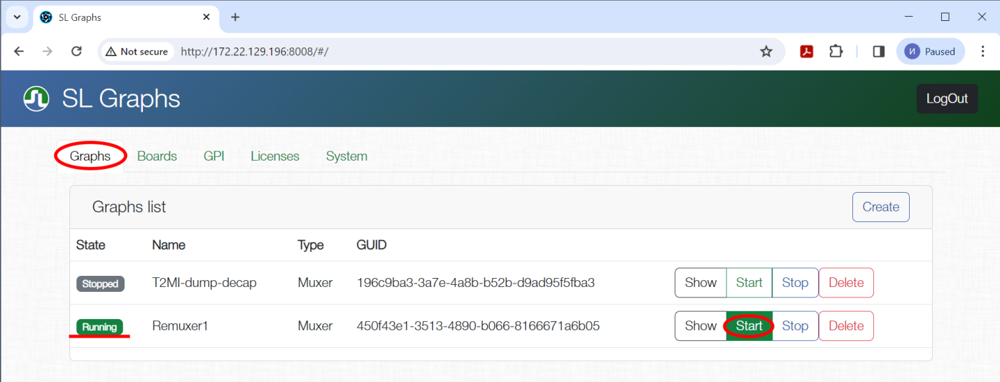 SL Graphs
Not secure http://172.22.129.196:8008/#/ И Paused
SL Graphs LogOut
Graphs Boards GPI Licenses System
Graphs list Create
State Name Type GUID
Stopped T2MI-dump-decap Muxer 196c9ba3-3a7e-4a8b-b52b-d9ad95f5fba3 Show Start Stop Delete
Running Remuxer1 Muxer 450f43e1-3513-4890-b066-8166671a6b05 Show Start Stop Delete